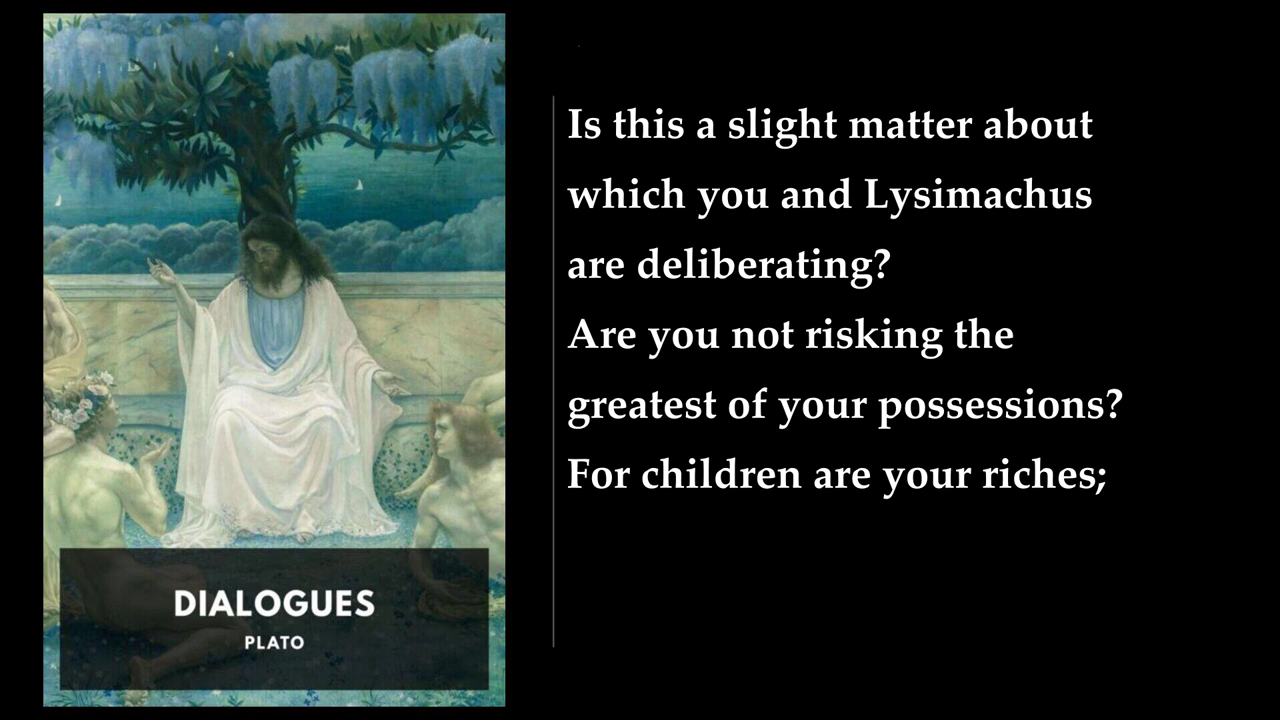 DIALOGUES
PLATO
Is this a slight matter about
which you and Lysimachus
are deliberating?
Are you not risking the
greatest of your possessions?
For children are your riches;